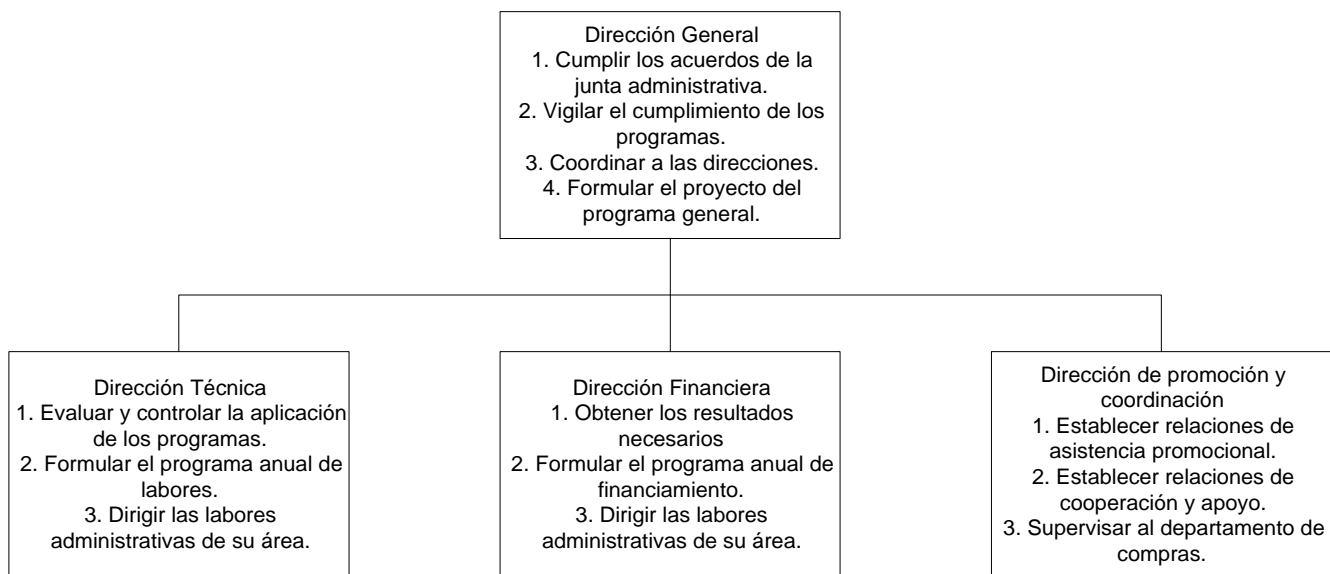 Dirección General
1. Cumplir los acuerdos de la
junta administrativa.
2. Vigilar el cumplimiento de los
programas.
3. Coordinar a las direcciones.
4. Formular el proyecto del
programa general.
Dirección Técnica
1. Evaluar y controlar la aplicación
de los programas.
2. Formular el programa anual de
labores.
3. Dirigir las labores
administrativas de su área.
Dirección Financiera
1. Obtener los resultados
necesarios
2. Formular el programa anual de
financiamiento.
3. Dirigir las labores
administrativas de su área.
Dirección de promoción y
coordinación
1. Establecer relaciones de
asistencia promocional.
2. Establecer relaciones de
cooperación y apoyo.
3. Supervisar al departamento de
compras.